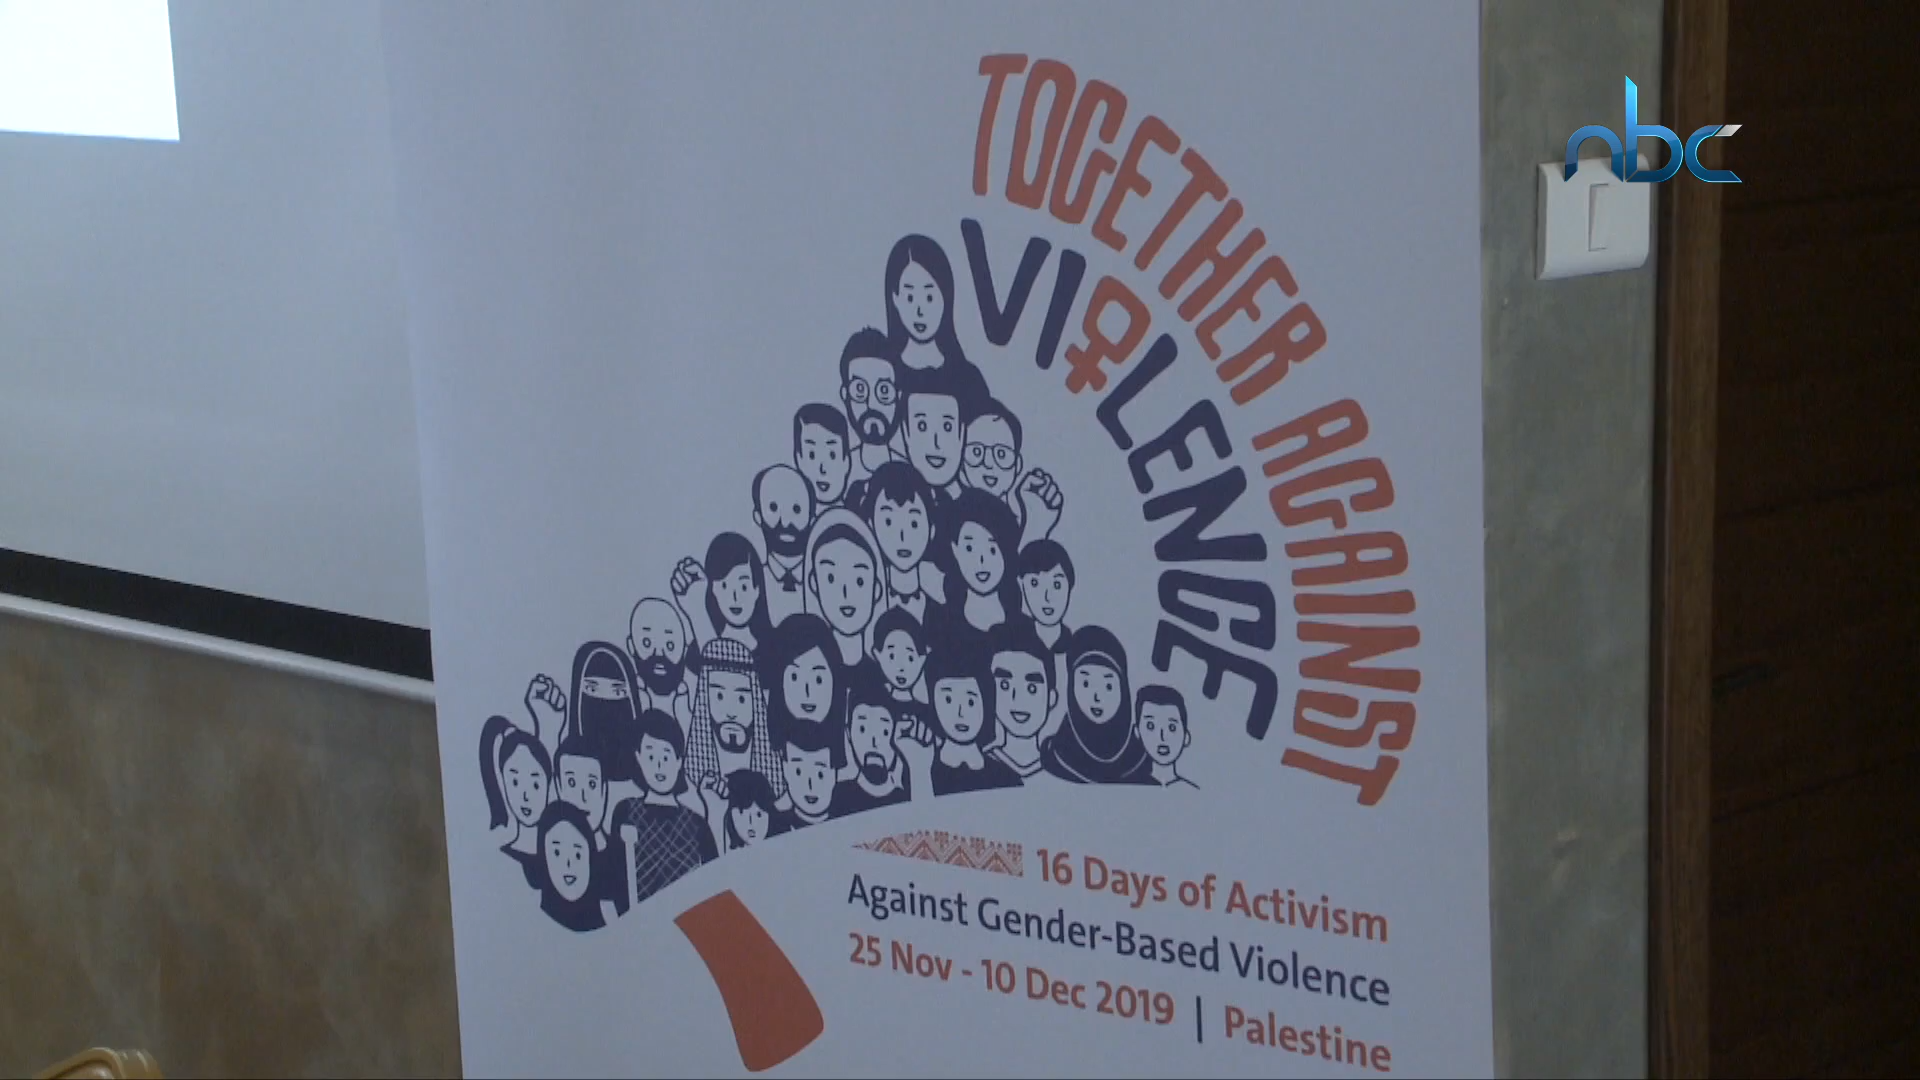 nbc
TOGETHER AGAINST
VIOLENCE
16 Days of Activism
Against Gender-Based Violence
25 Nov - 10 Dec 2019 | Palestine